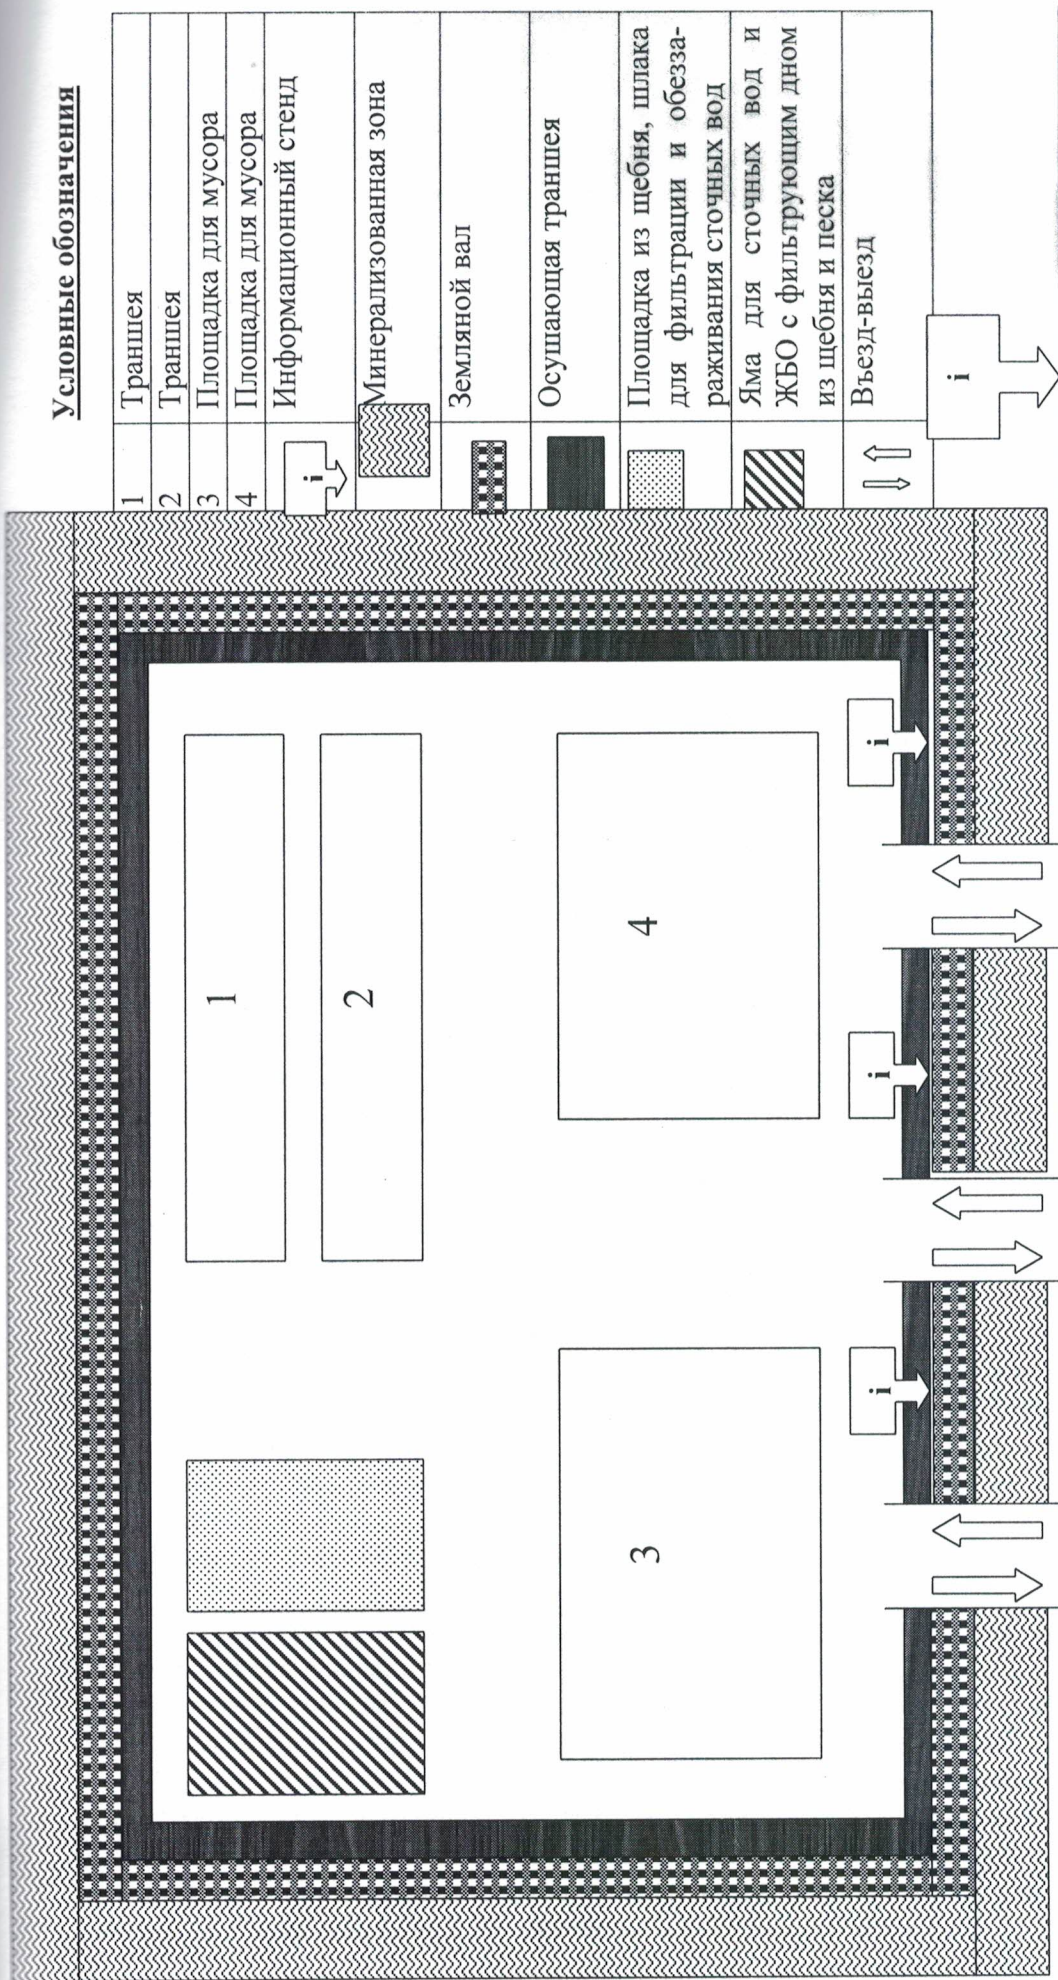 Условные обозначения
1 Траншея
2 Траншея
3 Площадка для мусора
4 Площадка для мусора
i Информационный стенд
Минерализованная зона
Земляной вал
Осушающая траншея
Площадка из щебня, шлака
для фильтрации и обезза-
раживания сточных вод
Яма для сточных вод и
ЖБО с фильтрующим дном
из щебня и песка
Въезд-выезд
i
1
2
3
4
i
i
i